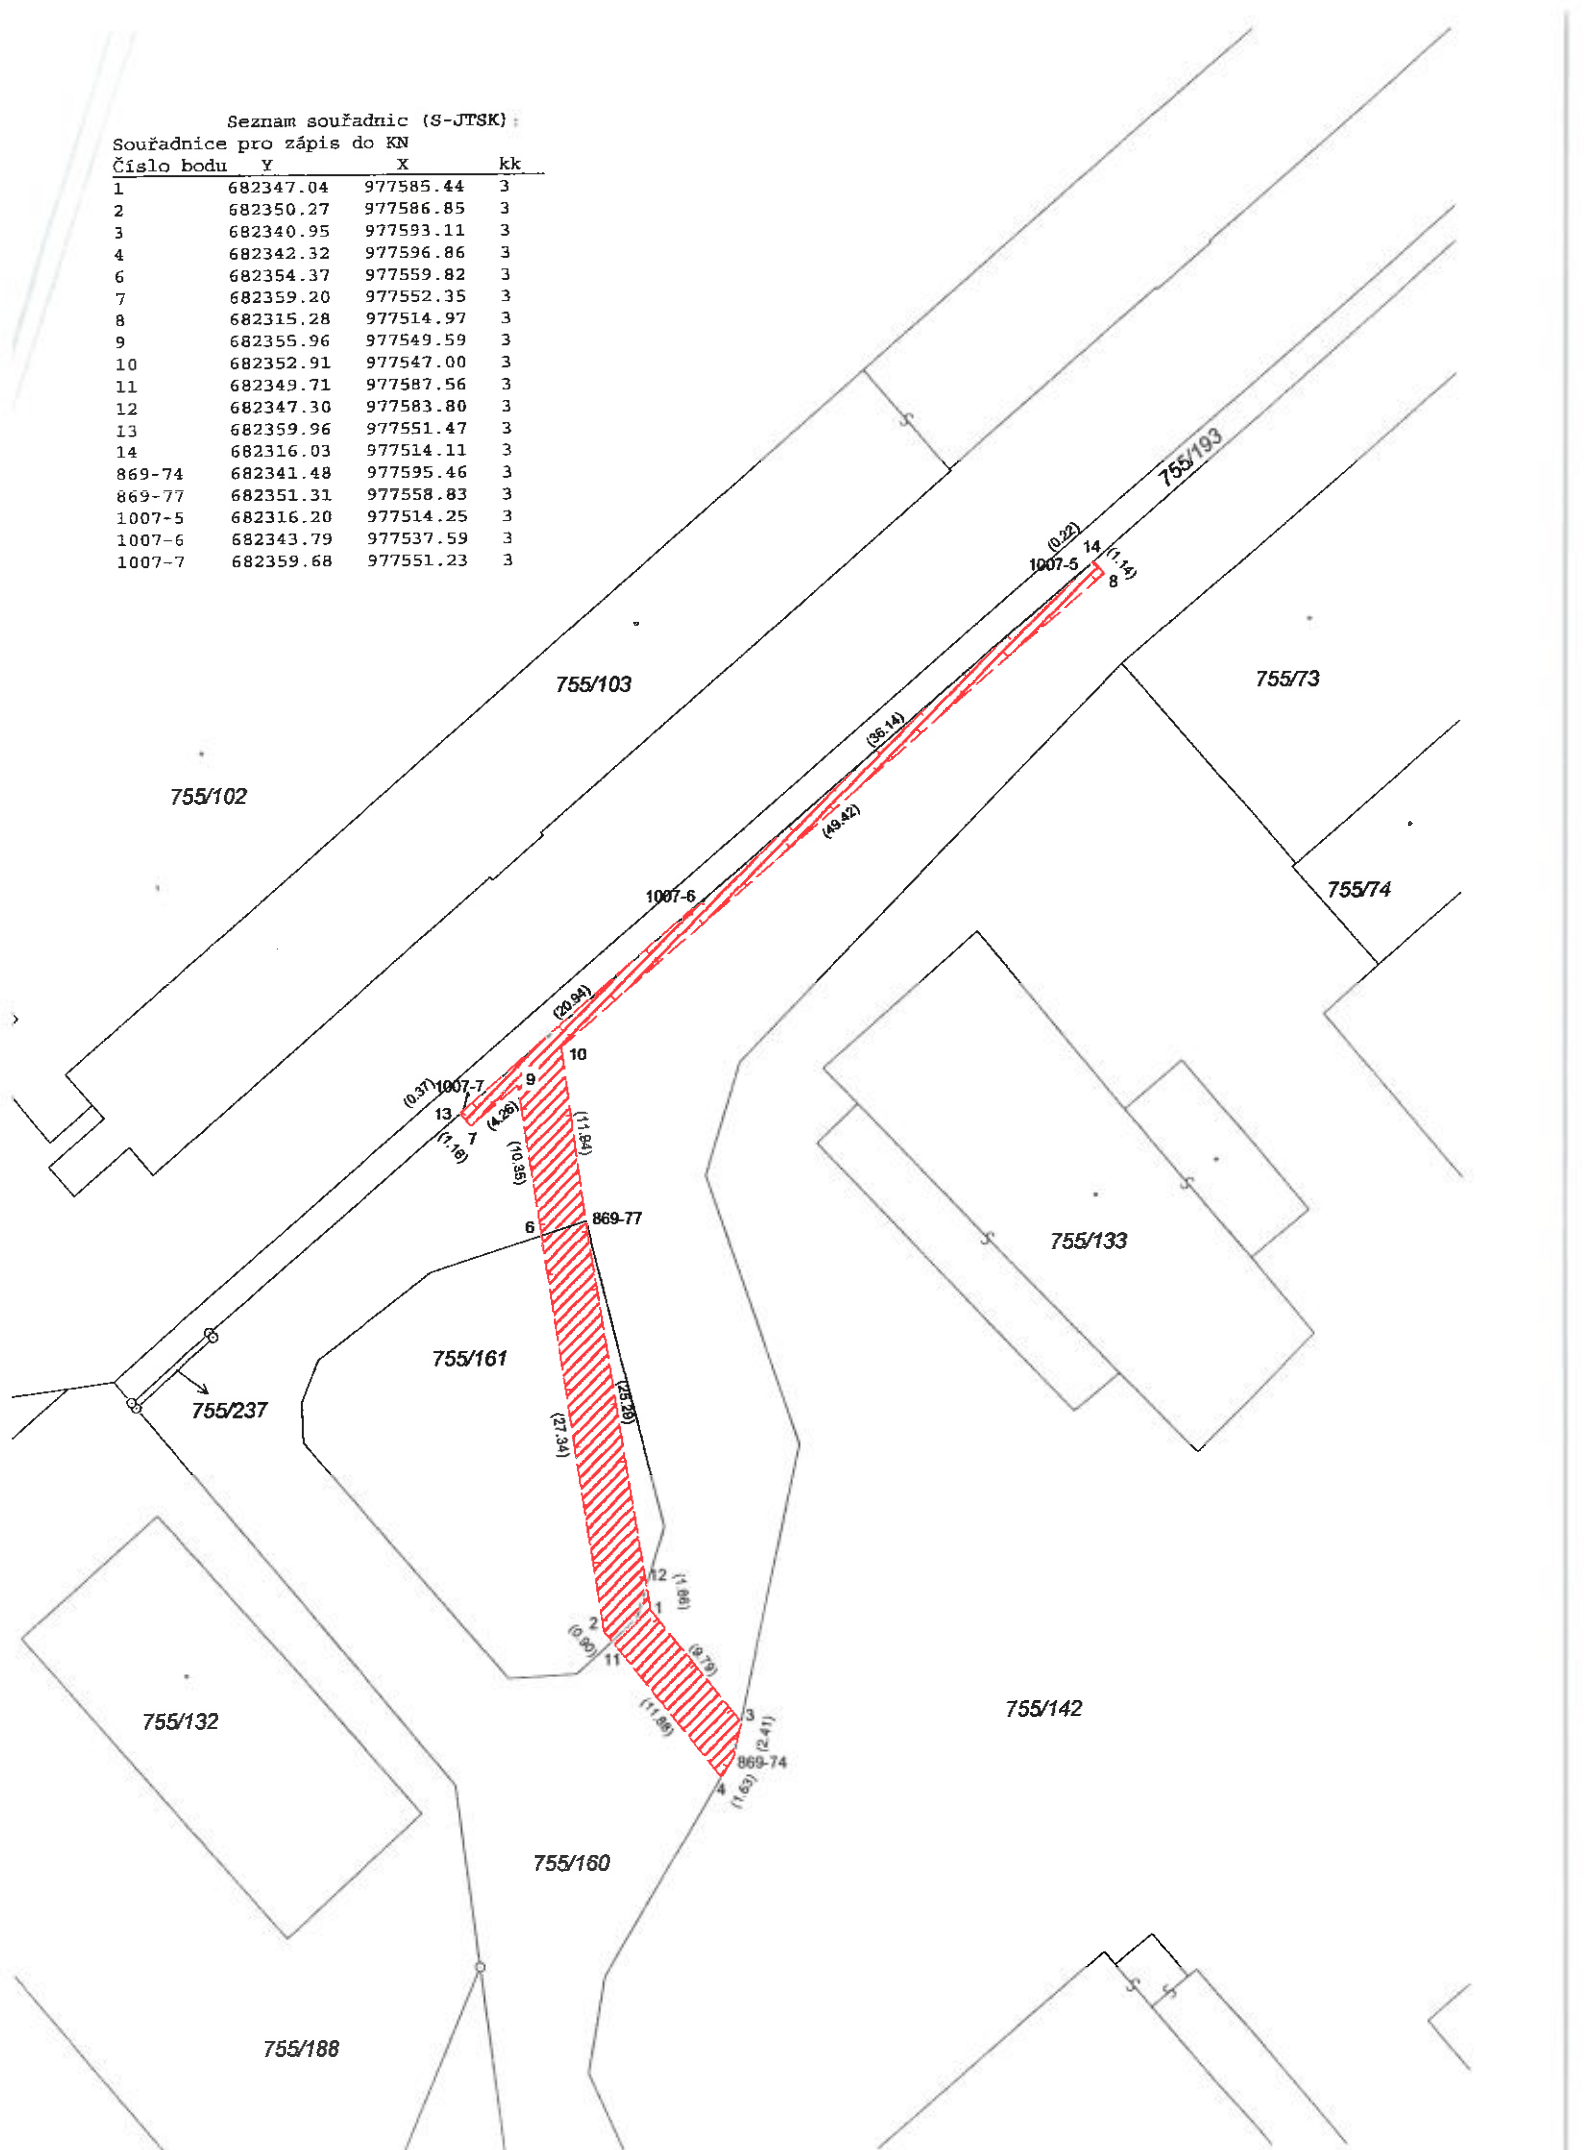 Seznam souřadnic (S-JTSK)
Souřadnice pro zápis do KN
Číslo bodu Y X kk
1 682347.04 977585.44 3
2 682350.27 977586.85 3
3 682340.95 977593.11 3
4 682342.32 977596.86 3
6 682354.37 977559.82 3
7 682359.20 977552.35 3
8 682315.28 977514.97 3
9 682355.96 977549.59 3
10 682352.91 977547.00 3
11 682349.71 977587.56 3
12 682347.30 977583.80 3
13 682359.96 977551.47 3
14 682316.03 977514.11 3
869-74 682341.48 977595.46 3
869-77 682351.31 977558.83 3
1007-5 682316.20 977514.25 3
1007-6 682343.79 977537.59 3
1007-7 682359.68 977551.23 3
755/193
(0.22)
14
(1.14)
1007-5
8
755/103
755/73
(36.14)
755/102
(49.42)
755/74
1007-6
(20.94)
10
9
1007-7
(0.37)
13
(4.26)
7
(1.16)
(11.94)
(10.35)
869-77
6
755/133
755/161
755/237
(25.29)
(27.34)
12
(1.66)
1
2
(0.90)
11
(9.79)
3
755/142
755/132
(11.88)
(2.41)
869-74
4
(1.63)
755/160
755/188